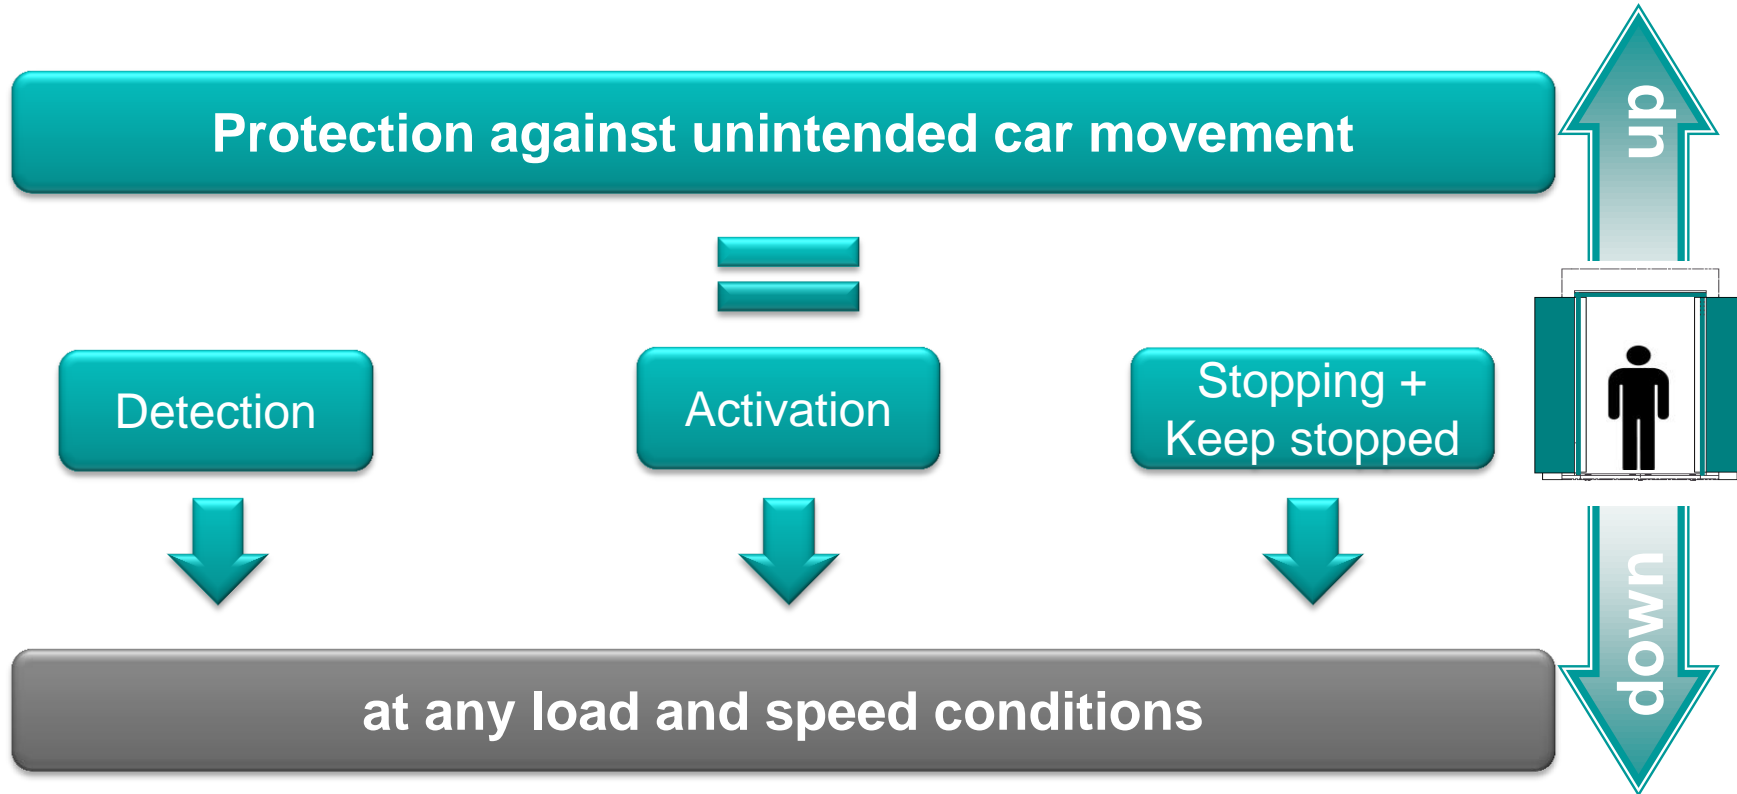 up
Protection against unintended car movement
Detection
Activation
Stopping +
Keep stopped
down
at any load and speed conditions